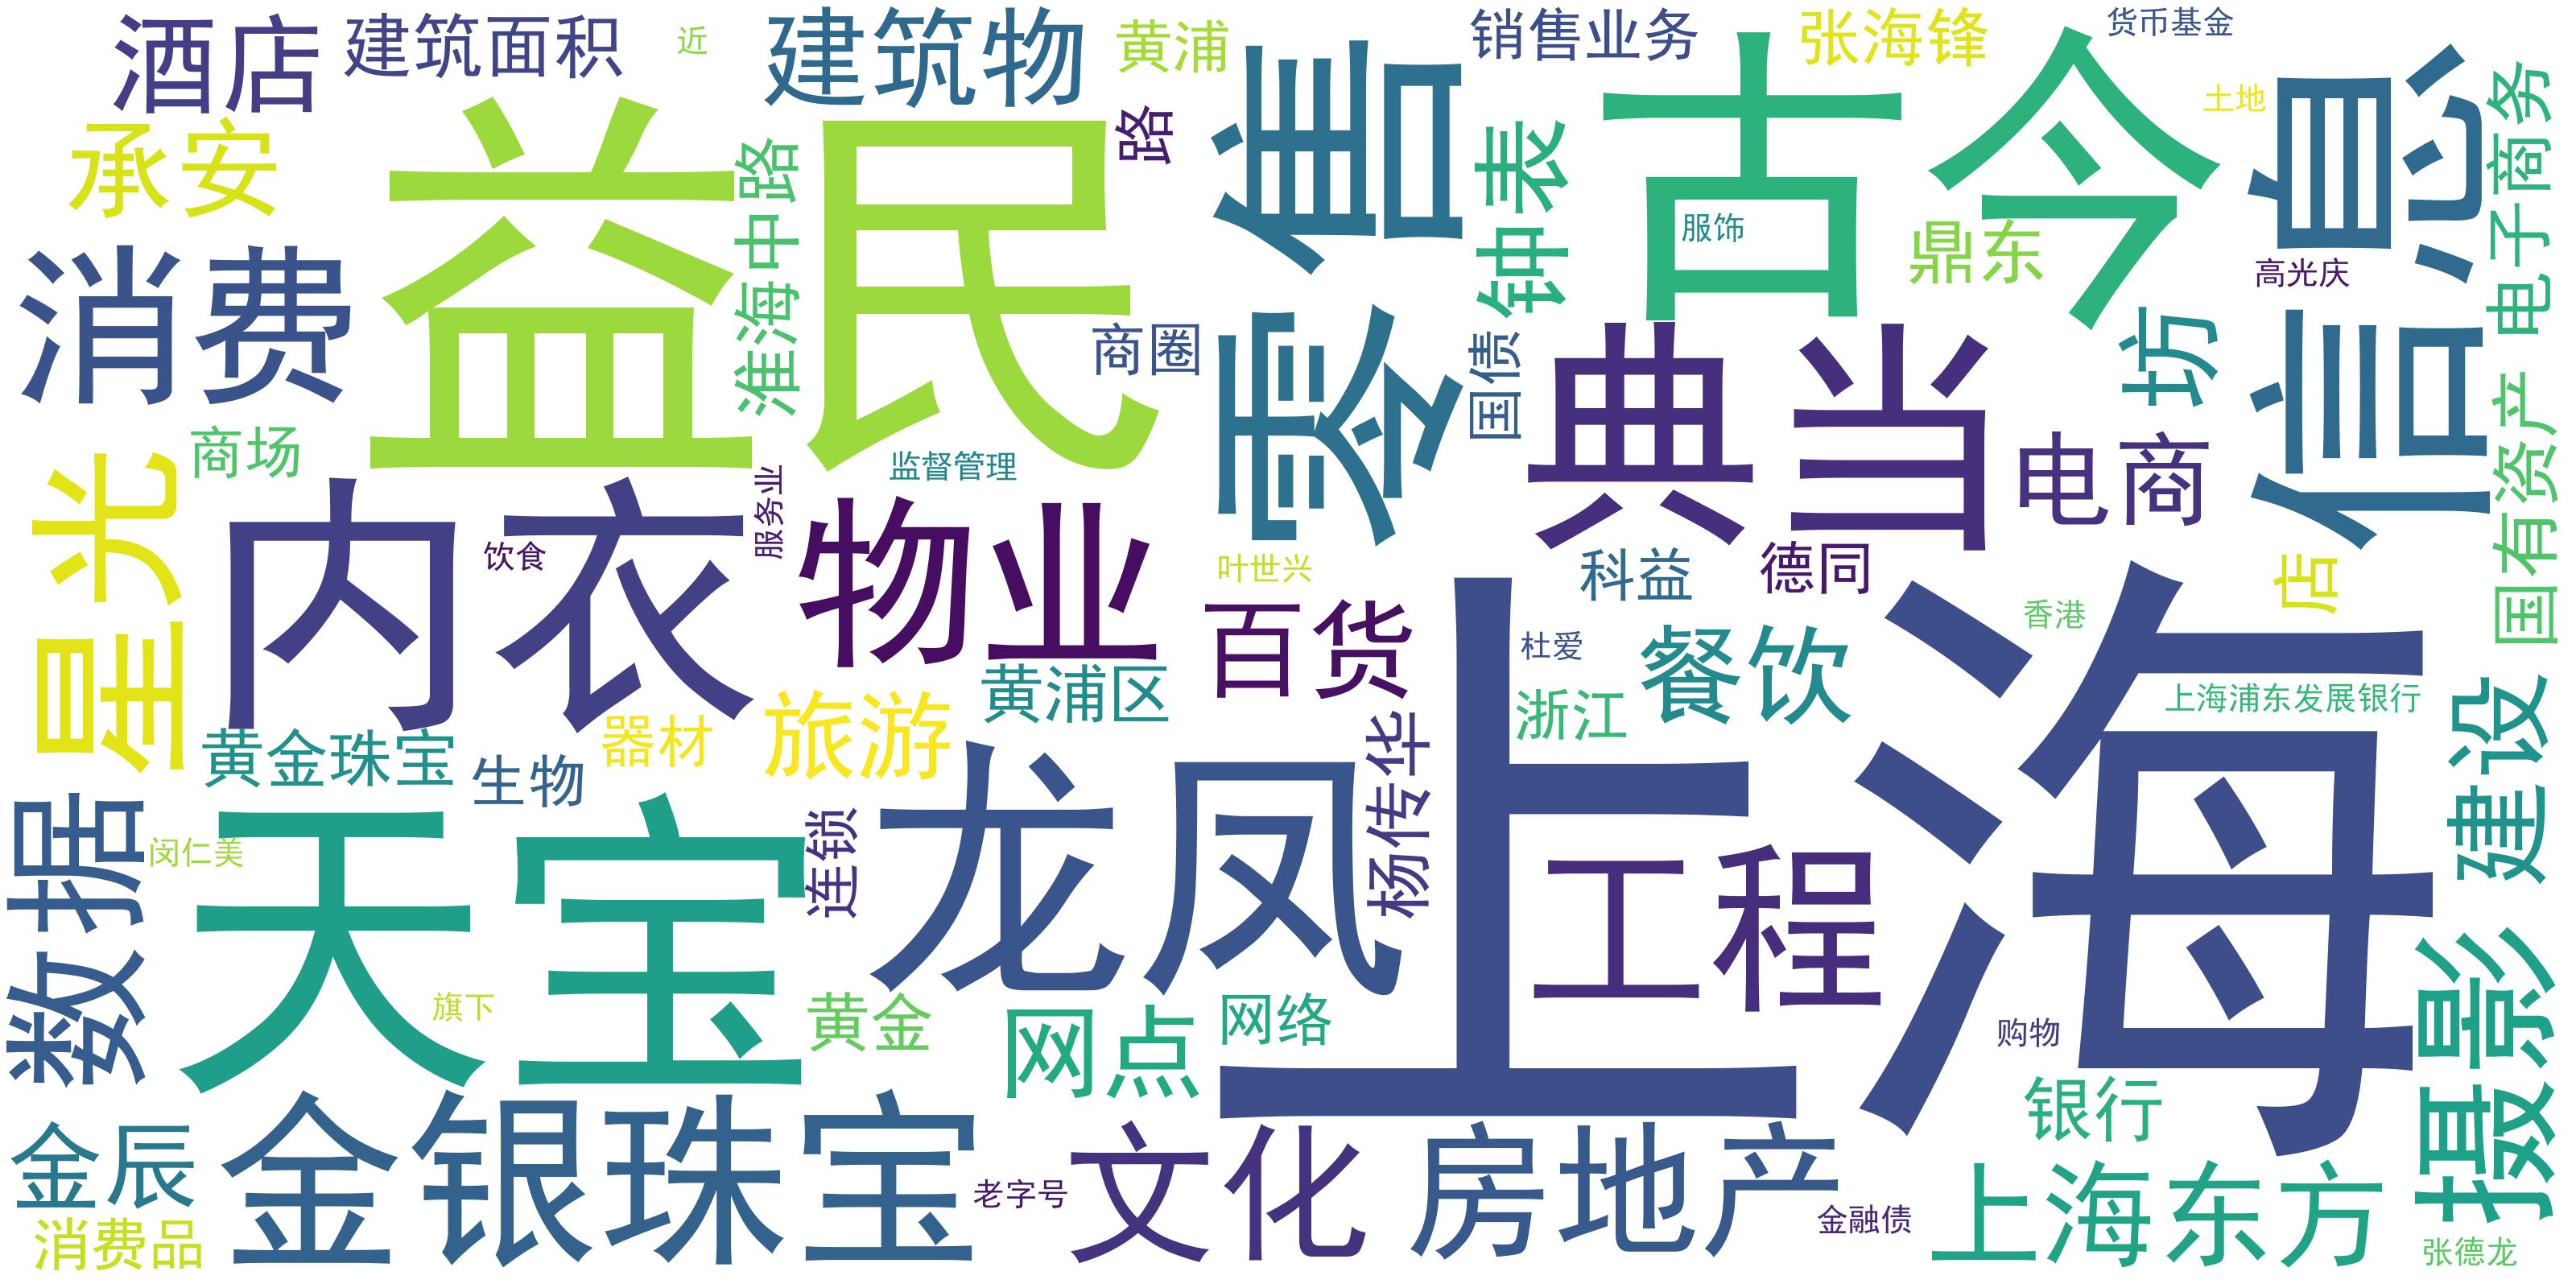 酒店
建筑面积
近
建筑物
黄浦
零售
销售业务
张海锋
货币基金
承安
益民
淮海中路
路
钟表
古今
服饰
鼎东
土地
信息
高光庆
电子商务
消费
商圈
国债
典当
坊
电商
国有资产
商场
监督管理
星光
内衣
饮食
服务业
物业
叶世兴
百货
科益
德同
店
上海
杜爱
餐饮
香港
浙江
上海浦东发展银行
黄浦区
旅游
器材
黄金珠宝
生物
数据
闵仁美
天宝
连锁
龙凤
杨传华
工程
建设
旗下
黄金
网点
网络
购物
摄影
金辰
消费品
金银珠宝
老字号
文化
房地产
金融债
银行
上海东方
张德龙